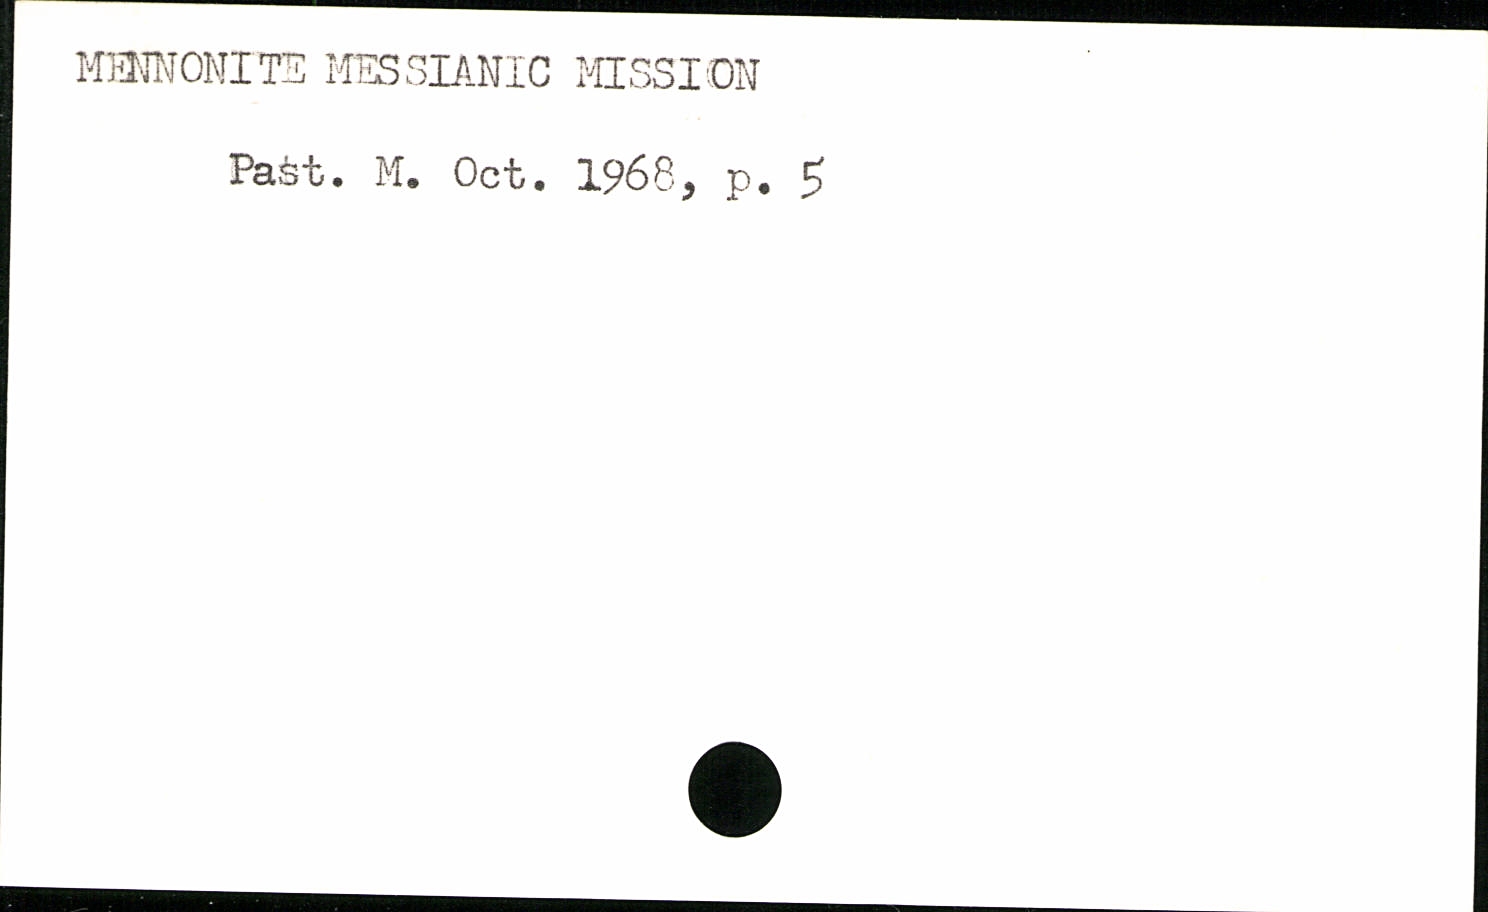 MENNONITE MESSIANIC MISSION
Past. M. Oct. 1968, p. 5